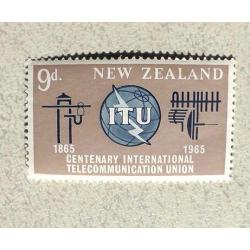 9d. NEW ZEALAND
ITU
1865 1965
CENTENARY INTERNATIONAL
TELECOMMUNICATION UNION